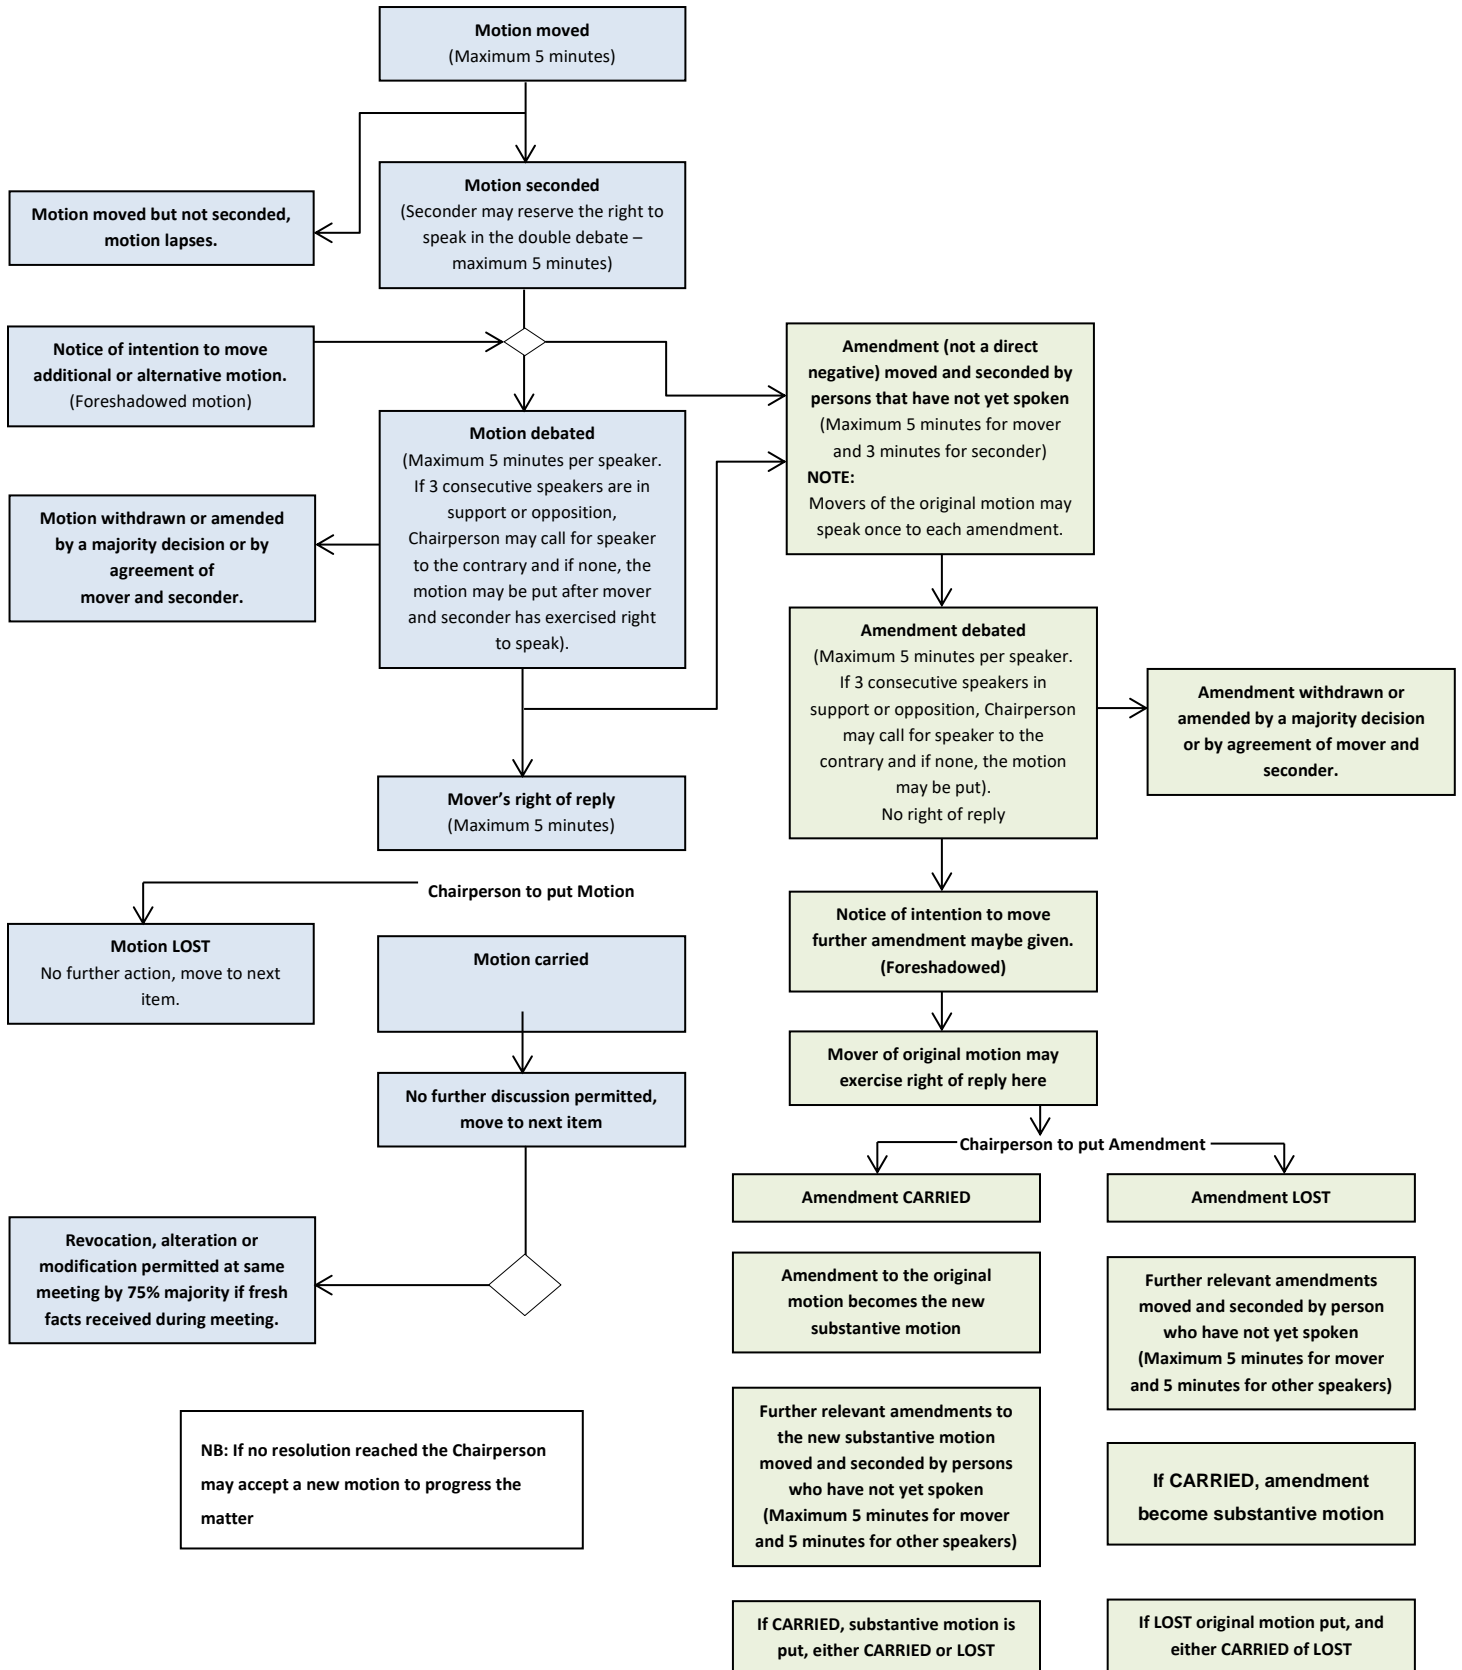 Motion moved
(Maximum 5 minutes)
Motion seconded
(Seconder may reserve the right to
speak in the double debate –
maximum 5 minutes)
Motion moved but not seconded,
motion lapses.
Notice of intention to move
additional or alternative motion.
(Foreshadowed motion)
Motion debated
(Maximum 5 minutes per speaker.
If 3 consecutive speakers are in
support or opposition,
Chairperson may call for speaker
to the contrary and if none, the
motion may be put after mover
and seconder has exercised right
to speak).
Motion withdrawn or amended
by a majority decision or by
agreement of
mover and seconder.
Mover’s right of reply
(Maximum 5 minutes)
Chairperson to put Motion
Motion LOST
No further action, move to next
item.
Motion carried
No further discussion permitted,
move to next item
Revocation, alteration or
modification permitted at same
meeting by 75% majority if fresh
facts received during meeting.
NB: If no resolution reached the Chairperson
may accept a new motion to progress the
matter
Amendment (not a direct
negative) moved and seconded by
persons that have not yet spoken
(Maximum 5 minutes for mover
and 3 minutes for seconder)
NOTE:
Movers of the original motion may
speak once to each amendment.
Amendment debated
(Maximum 5 minutes per speaker.
If 3 consecutive speakers in
support or opposition, Chairperson
may call for speaker to the
contrary and if none, the motion
may be put).
No right of reply
Amendment withdrawn or
amended by a majority decision
or by agreement of mover and
seconder.
Notice of intention to move
further amendment maybe given.
(Foreshadowed)
Mover of original motion may
exercise right of reply here
Chairperson to put Amendment
Amendment CARRIED
Amendment to the original
motion becomes the new
substantive motion
Further relevant amendments to
the new substantive motion
moved and seconded by persons
who have not yet spoken
(Maximum 5 minutes for mover
and 5 minutes for other speakers)
If CARRIED, substantive motion is
put, either CARRIED or LOST
Amendment LOST
Further relevant amendments
moved and seconded by person
who have not yet spoken
(Maximum 5 minutes for mover
and 5 minutes for other speakers)
If CARRIED, amendment
become substantive motion
If LOST original motion put, and
either CARRIED of LOST